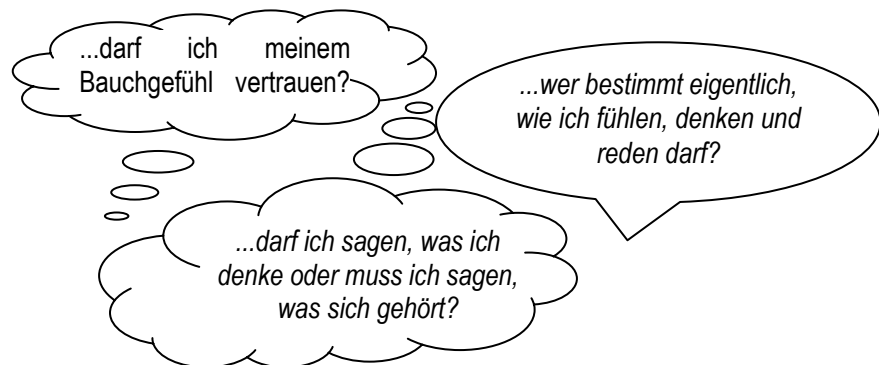 ...darf ich meinem
Bauchgefühl vertrauen?
...wer bestimmt eigentlich,
wie ich fühlen, denken und
reden darf?
...darf ich sagen, was ich
denke oder muss ich sagen,
was sich gehört?